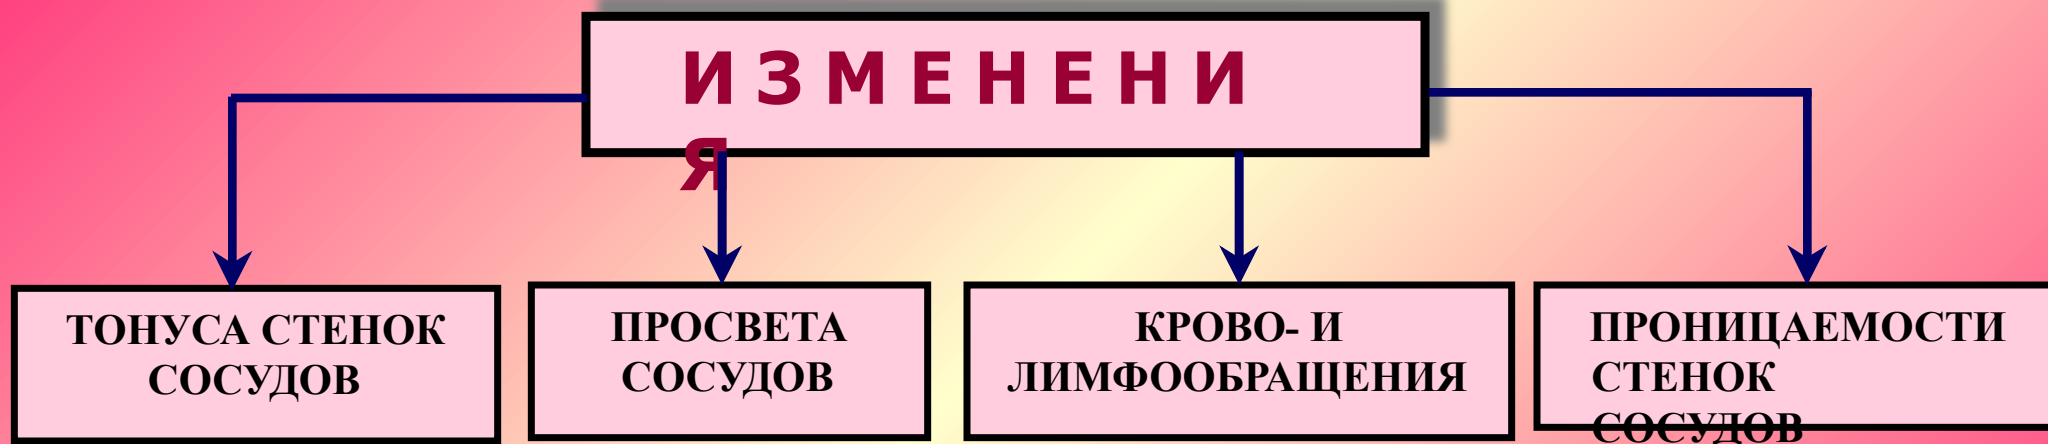 И З М Е Н Е Н И
Я
ТОНУСА СТЕНОК
СОСУДОВ
ПРОСВЕТА
СОСУДОВ
КРОВО- И
ЛИМФООБРАЩЕНИЯ
ПРОНИЦАЕМОСТИ
СТЕНОК
СОСУДОВ